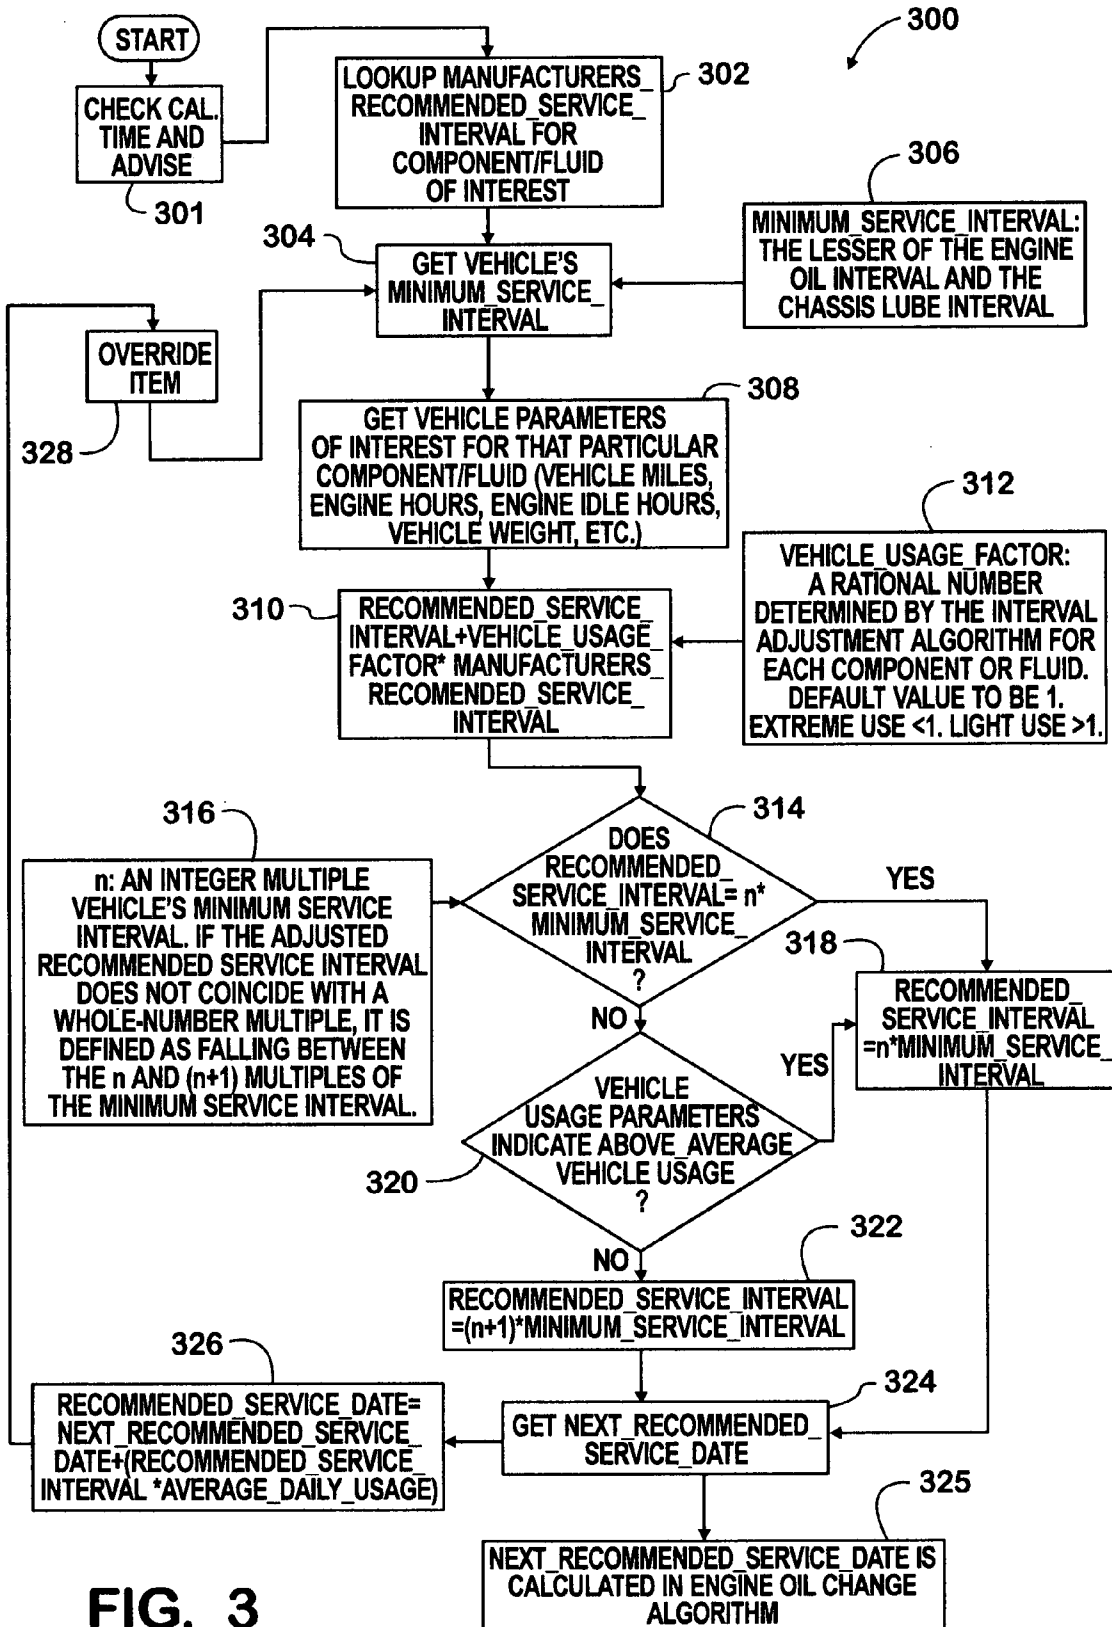 300
START
CHECK CAL.
TIME AND
ADVISE
301
LOOKUP MANUFACTURERS_
RECOMMENDED_SERVICE_
INTERVAL FOR
COMPONENT/FLUID
OF INTEREST
302
304
GET VEHICLE'S
MINIMUM_SERVICE_
INTERVAL
306
MINIMUM_SERVICE_INTERVAL:
THE LESSER OF THE ENGINE
OIL INTERVAL AND THE
CHASSIS LUBE INTERVAL
OVERRIDE
ITEM
328
308
GET VEHICLE PARAMETERS
OF INTEREST FOR THAT PARTICULAR
COMPONENT/FLUID (VEHICLE MILES,
ENGINE HOURS, ENGINE IDLE HOURS,
VEHICLE WEIGHT, ETC.)
310
RECOMMENDED_SERVICE_
INTERVAL+VEHICLE_USAGE_
FACTOR* MANUFACTURERS_
RECOMENDED_SERVICE_
INTERVAL
312
VEHICLE_USAGE_FACTOR:
A RATIONAL NUMBER
DETERMINED BY THE INTERVAL
ADJUSTMENT ALGORITHM FOR
EACH COMPONENT OR FLUID.
DEFAULT VALUE TO BE 1.
EXTREME USE <1. LIGHT USE >1.
314
DOES
RECOMMENDED_
SERVICE_INTERVAL= n*
MINIMUM_SERVICE_
INTERVAL
?
YES
NO
316
n: AN INTEGER MULTIPLE
VEHICLE'S MINIMUM SERVICE
INTERVAL. IF THE ADJUSTED
RECOMMENDED SERVICE INTERVAL
DOES NOT COINCIDE WITH A
WHOLE-NUMBER MULTIPLE, IT IS
DEFINED AS FALLING BETWEEN
THE n AND (n+1) MULTIPLES OF
THE MINIMUM SERVICE INTERVAL.
318
RECOMMENDED_
SERVICE_INTERVAL
=n*MINIMUM_SERVICE_
INTERVAL
VEHICLE
USAGE PARAMETERS
INDICATE ABOVE_AVERAGE
VEHICLE USAGE
?
320
YES
NO
322
RECOMMENDED_SERVICE_INTERVAL
=(n+1)*MINIMUM_SERVICE_INTERVAL
324
GET NEXT_RECOMMENDED_
SERVICE_DATE
326
RECOMMENDED_SERVICE_DATE=
NEXT_RECOMMENDED_SERVICE_
DATE+(RECOMMENDED_SERVICE_
INTERVAL *AVERAGE_DAILY_USAGE)
325
NEXT_RECOMMENDED_SERVICE_DATE IS
CALCULATED IN ENGINE OIL CHANGE
ALGORITHM
FIG. 3